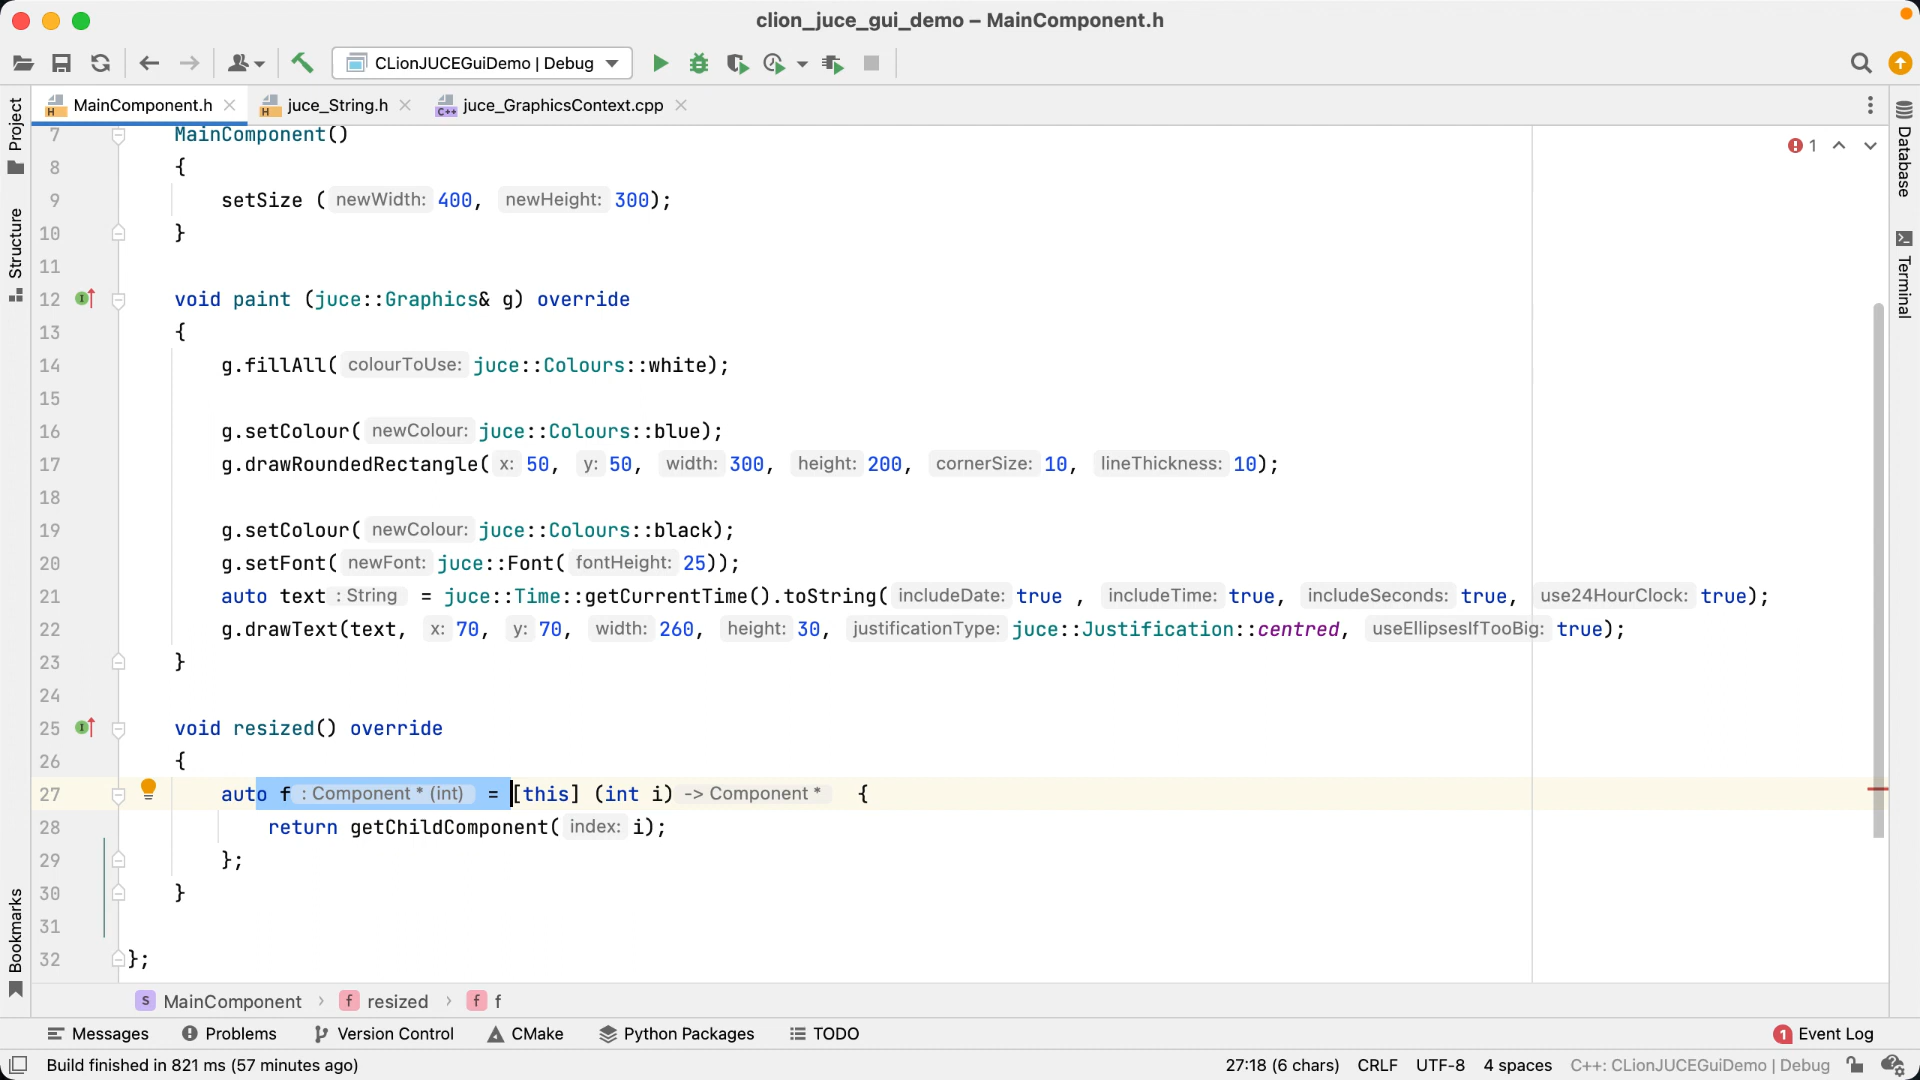 clion_juce_gui_demo – MainComponent.h
CLionJUCEGuiDemo | Debug
MainComponent.h juce_String.h juce_GraphicsContext.cpp
Project
Structure
Bookmarks
Database
Terminal
1
7 MainComponent()
8 {
9 setSize ( newWidth: 400, newHeight: 300);
10 }
11
12 void paint (juce::Graphics& g) override
13 {
14 g.fillAll( colourToUse: juce::Colours::white);
15
16 g.setColour( newColour: juce::Colours::blue);
17 g.drawRoundedRectangle( x: 50, y: 50, width: 300, height: 200, cornerSize: 10, lineThickness: 10);
18
19 g.setColour( newColour: juce::Colours::black);
20 g.setFont( newFont: juce::Font( fontHeight: 25));
21 auto text : String = juce::Time::getCurrentTime().toString( includeDate: true , includeTime: true, includeSeconds: true, use24HourClock: true);
22 g.drawText(text, x: 70, y: 70, width: 260, height: 30, justificationType: juce::Justification::centred, useEllipsesIfTooBig: true);
23 }
24
25 void resized() override
26 {
27 auto f : Component * (int) = [this] (int i) -> Component * {
28 return getChildComponent( index: i);
29 };
30 }
31
32 };
S MainComponent › f resized › f f
Messages Problems Version Control CMake Python Packages TODO 1 Event Log
Build finished in 821 ms (57 minutes ago) 27:18 (6 chars) CRLF UTF-8 4 spaces C++: CLionJUCEGuiDemo | Debug